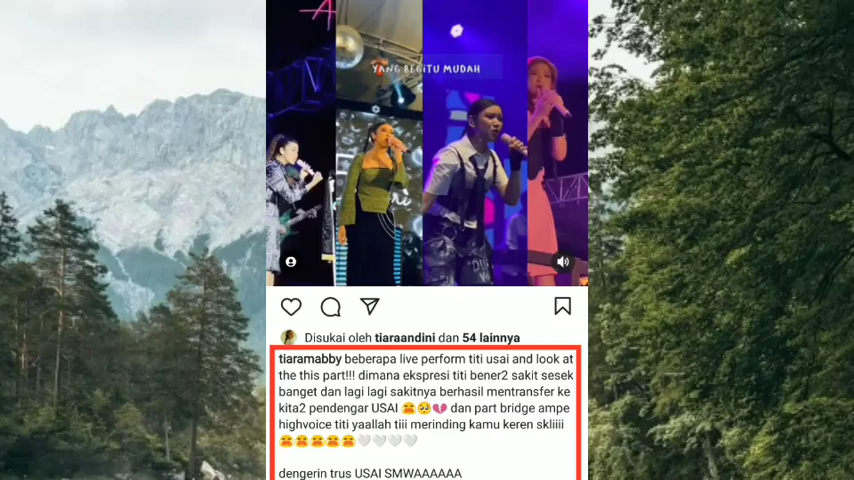 YANG BEGITU MUDAH
Disukai oleh tiaraandini dan 54 lainnya
tiaramabby beberapa live perform titi usai and look at
the this part!!! dimana ekspresi titi bener2 sakit sesek
banget dan lagi lagi sakitnya berhasil mentransfer ke
kita2 pendengar USAI 😫🥺💔 dan part bridge ampe
highvoice titi yaallah tiii merinding kamu keren skliiii
😫😫😫😫😫🤍🤍🤍🤍
dengerin trus USAI SMWAAAAAA